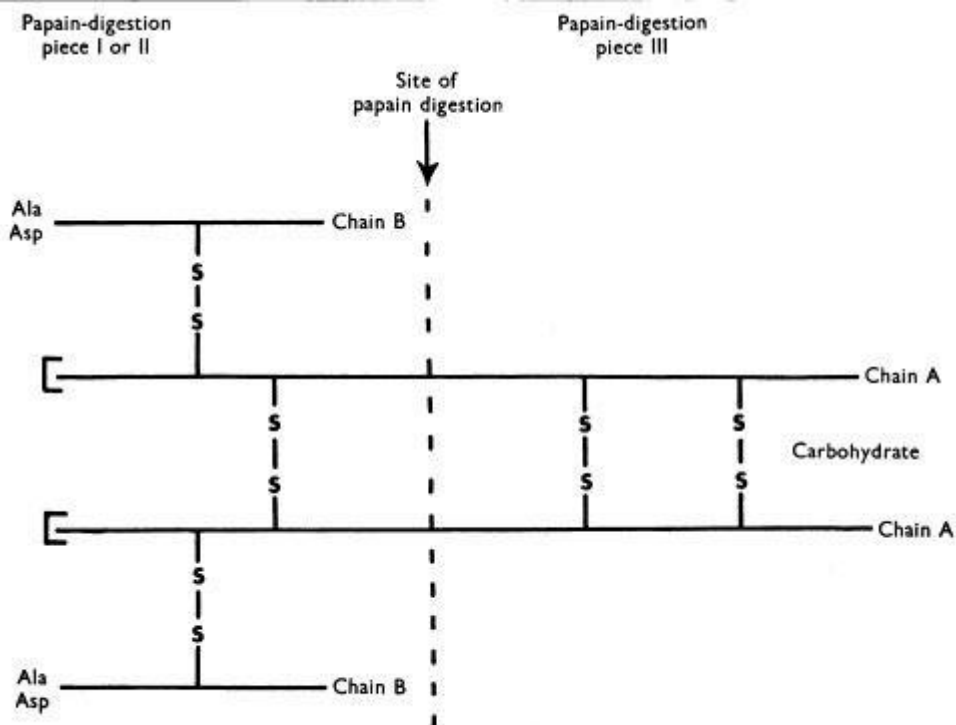 Papain-digestion
piece I or II
Papain-digestion
piece III
Site of
papain digestion
Ala
Asp
Chain B
S
S
Chain A
S
S
S
S
S
S
Carbohydrate
Chain A
S
S
Ala
Asp
Chain B